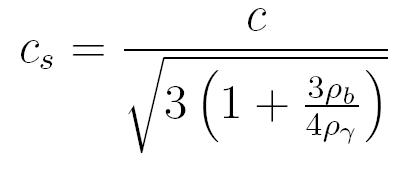 $c_s = \frac{c}{\sqrt{3\left(1 + \frac{3\rho_b}{4\rho_\gamma}\right)}}$